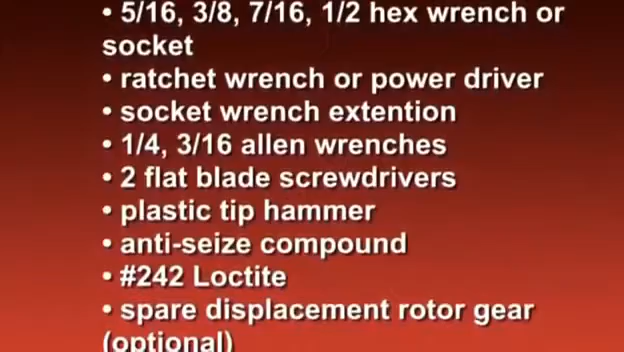 • 5/16, 3/8, 7/16, 1/2 hex wrench or
socket
• ratchet wrench or power driver
• socket wrench extention
• 1/4, 3/16 allen wrenches
• 2 flat blade screwdrivers
• plastic tip hammer
• anti-seize compound
• #242 Loctite
• spare displacement rotor gear
(optional)